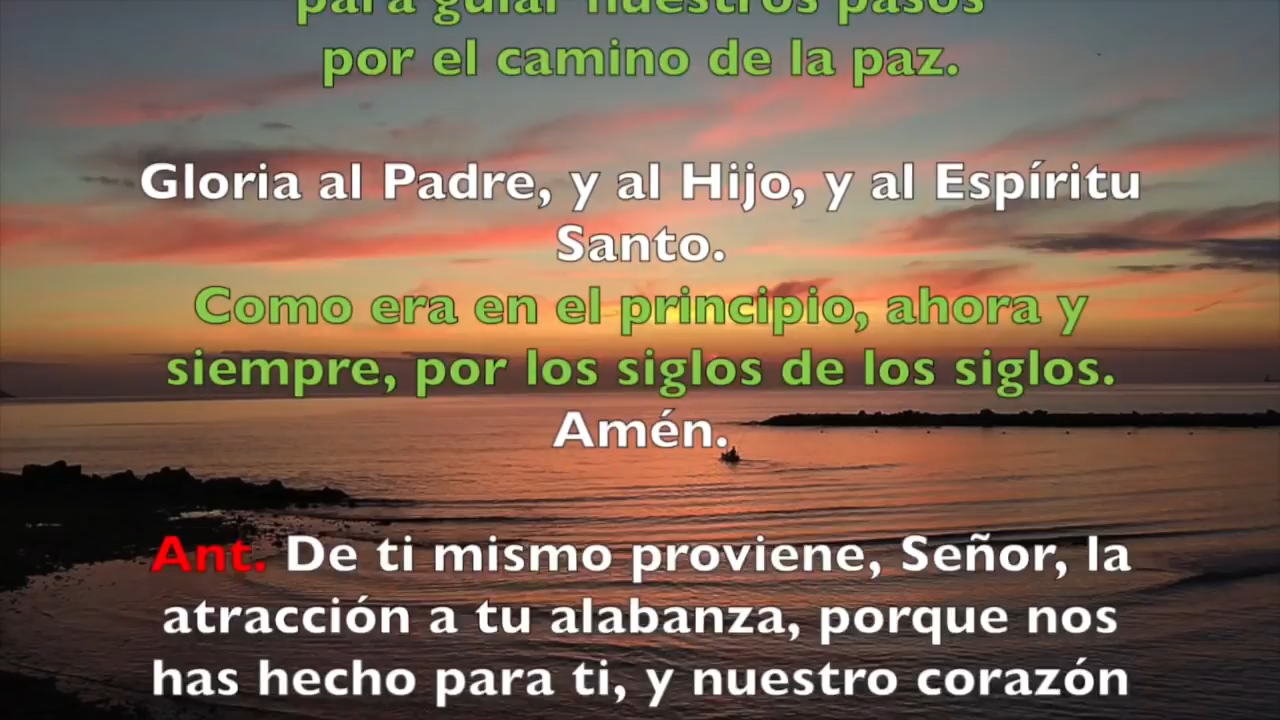 para guiar nuestros pasos
por el camino de la paz.
Gloria al Padre, y al Hijo, y al Espíritu
Santo.
Como era en el principio, ahora y
siempre, por los siglos de los siglos.
Amén.
Ant. De ti mismo proviene, Señor, la
atracción a tu alabanza, porque nos
has hecho para ti, y nuestro corazón